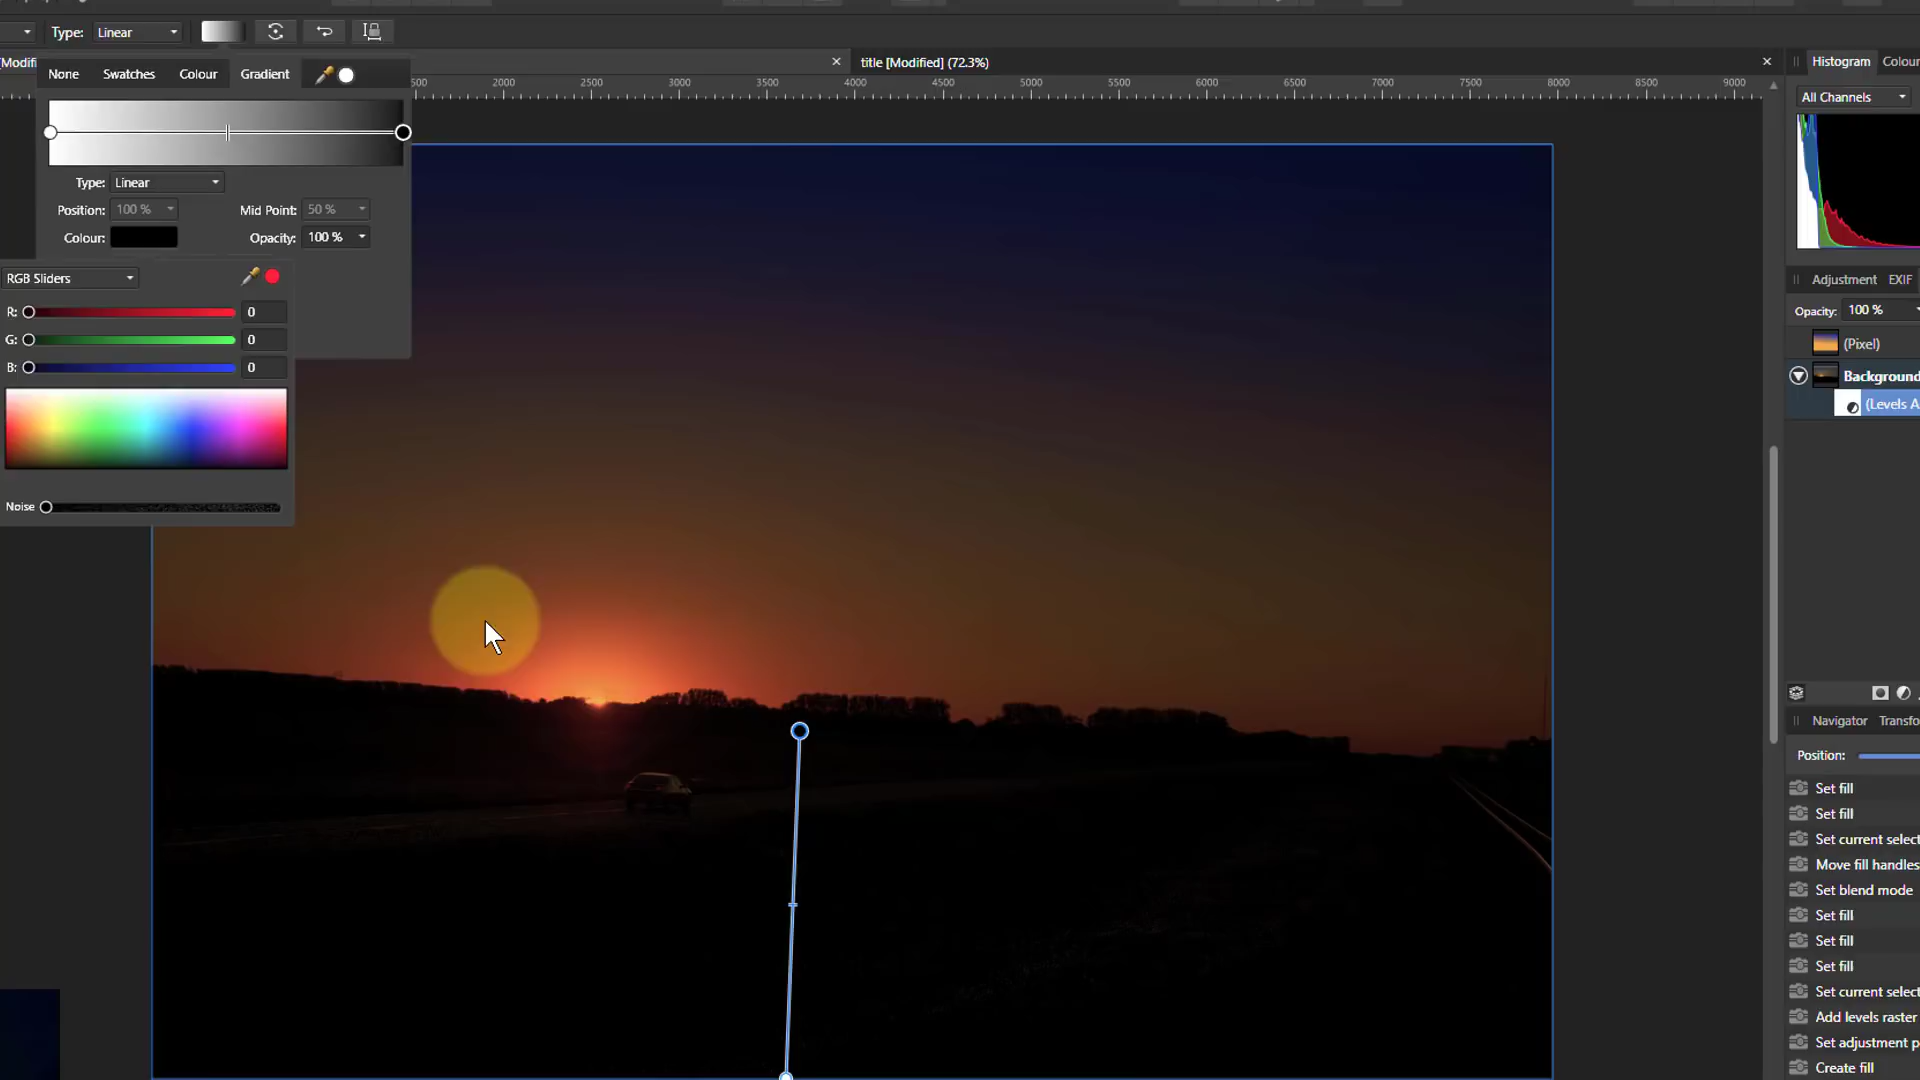 Type: Linear
[Modifi
title [Modified] (72.3%)
None Swatches Colour Gradient
500 2000 2500 3000 3500 4000 4500 5000 5500 6000 6500 7000 7500 8000 8500 9000
Type: Linear
Position: 100 % Mid Point: 50 %
Colour: Opacity: 100 %
RGB Sliders
R: 0
G: 0
B: 0
Noise
Histogram Colou
All Channels
Adjustment EXIF
Opacity: 100 %
(Pixel)
Background
(Levels A
Navigator Transfo
Position:
Set fill
Set fill
Set current select
Move fill handles
Set blend mode
Set fill
Set fill
Set fill
Set current select
Add levels raster
Set adjustment p
Create fill